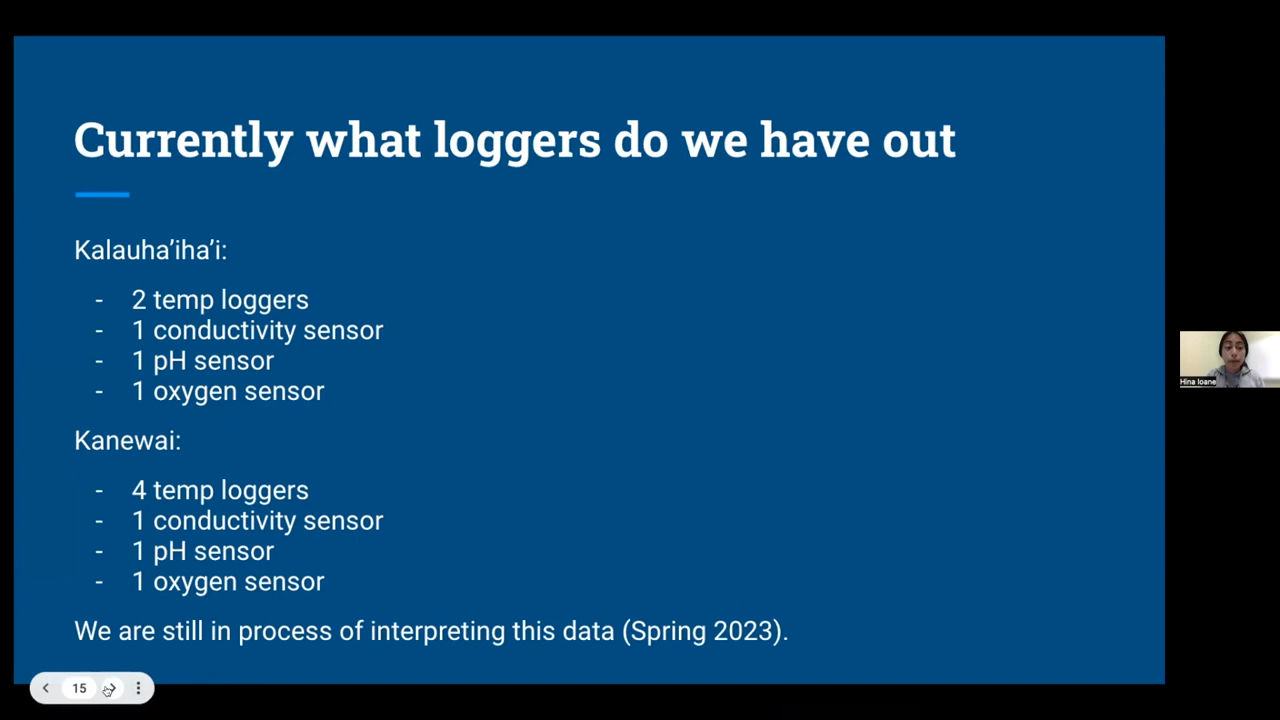 Currently what loggers do we have out
Kalauha’iha’i:
- 2 temp loggers
- 1 conductivity sensor
- 1 pH sensor
- 1 oxygen sensor
Kanewai:
- 4 temp loggers
- 1 conductivity sensor
- 1 pH sensor
- 1 oxygen sensor
We are still in process of interpreting this data (Spring 2023).
15
Hina Ioane